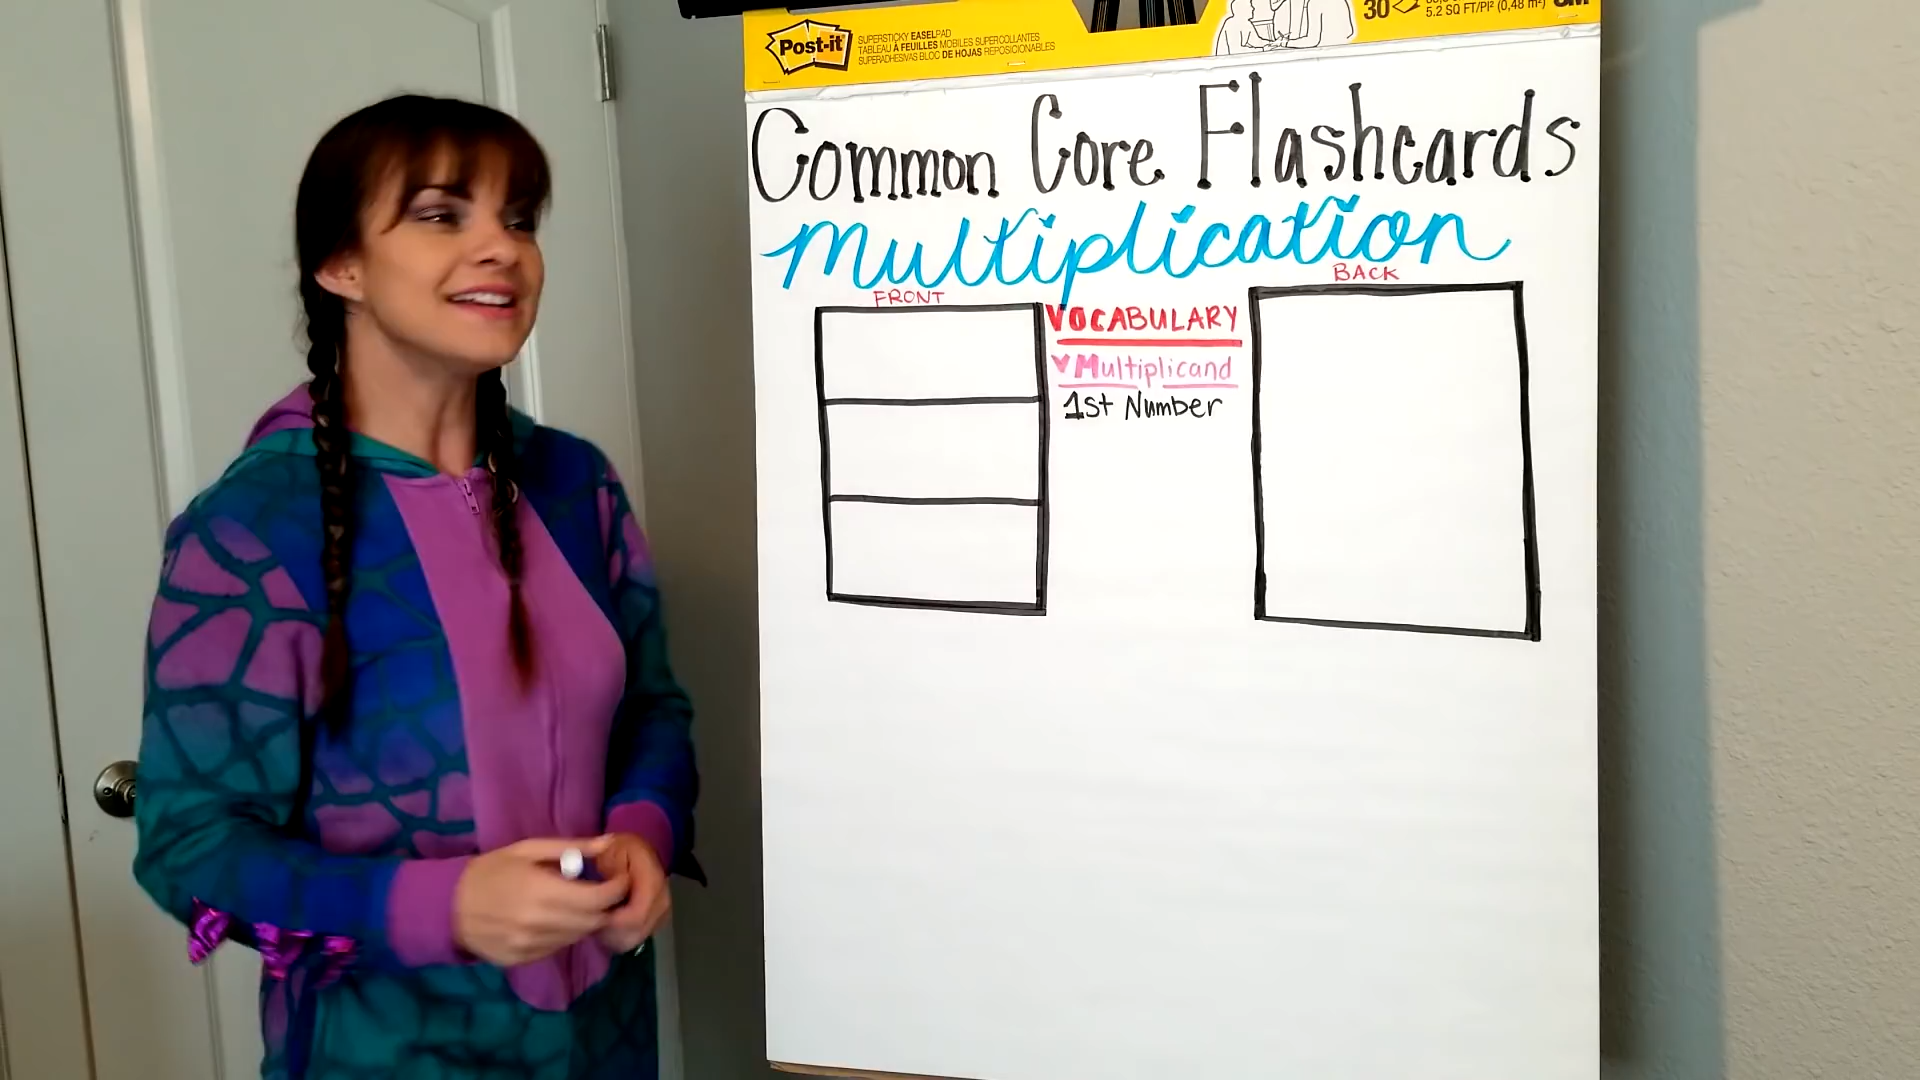 Post-it
SUPERSTICKY EASEL PAD
TABLEAU À FEUILLES MOBILES SUPERCOLLANTES
SUPERADHESIVAS BLOC DE HOJAS REPOSICIONABLES
30
5.2 SQ FT/PI² (0,48 m²)
3M
Common Core Flashcards
Multiplication
FRONT
BACK
VOCABULARY
Multiplicand
1st Number